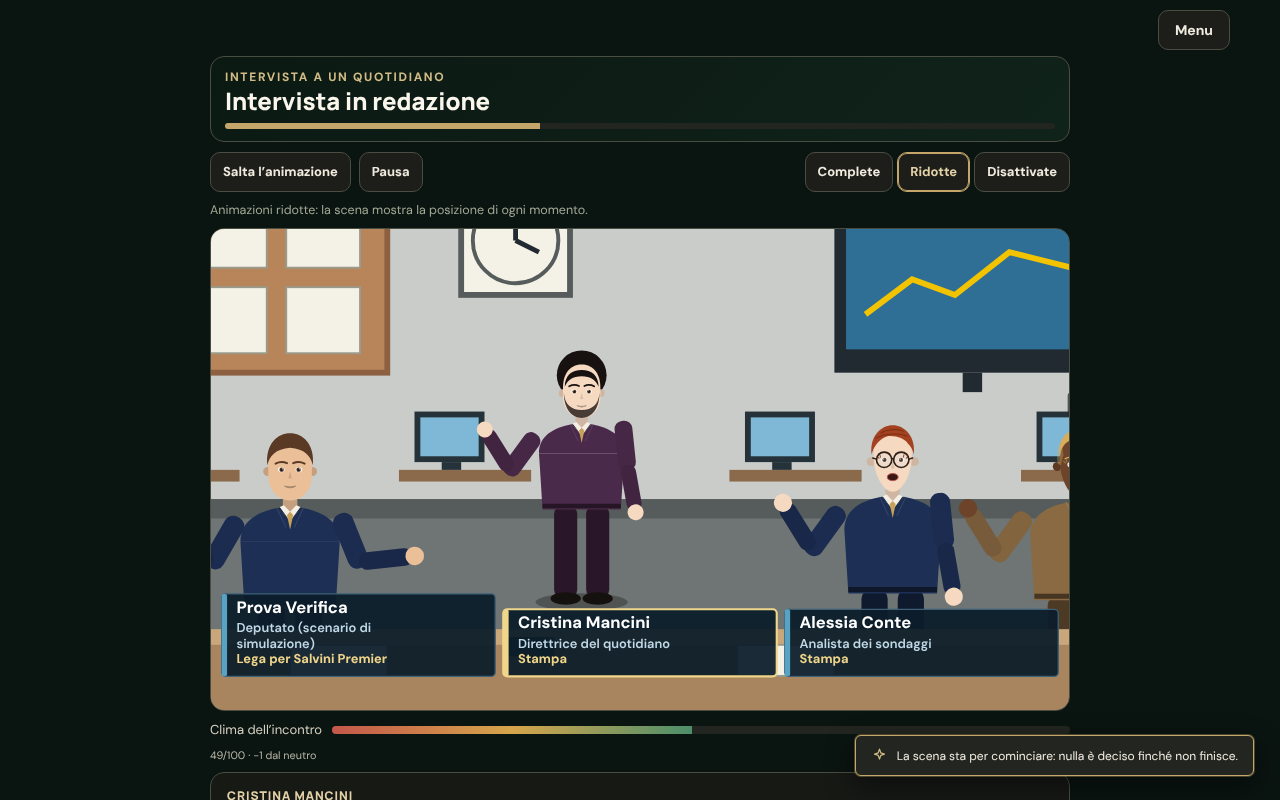 Menu
INTERVISTA A UN QUOTIDIANO
Intervista in redazione
Salta l'animazione
Pausa
Complete
Ridotte
Disattivate
Animazioni ridotte: la scena mostra la posizione di ogni momento.
Prova Verifica
Deputato (scenario di
simulazione)
Lega per Salvini Premier
Cristina Mancini
Direttrice del quotidiano
Stampa
Alessia Conte
Analista dei sondaggi
Stampa
Clima dell'incontro
49/100 · -1 dal neutro
La scena sta per cominciare: nulla è deciso finché non finisce.
CRISTINA MANCINI